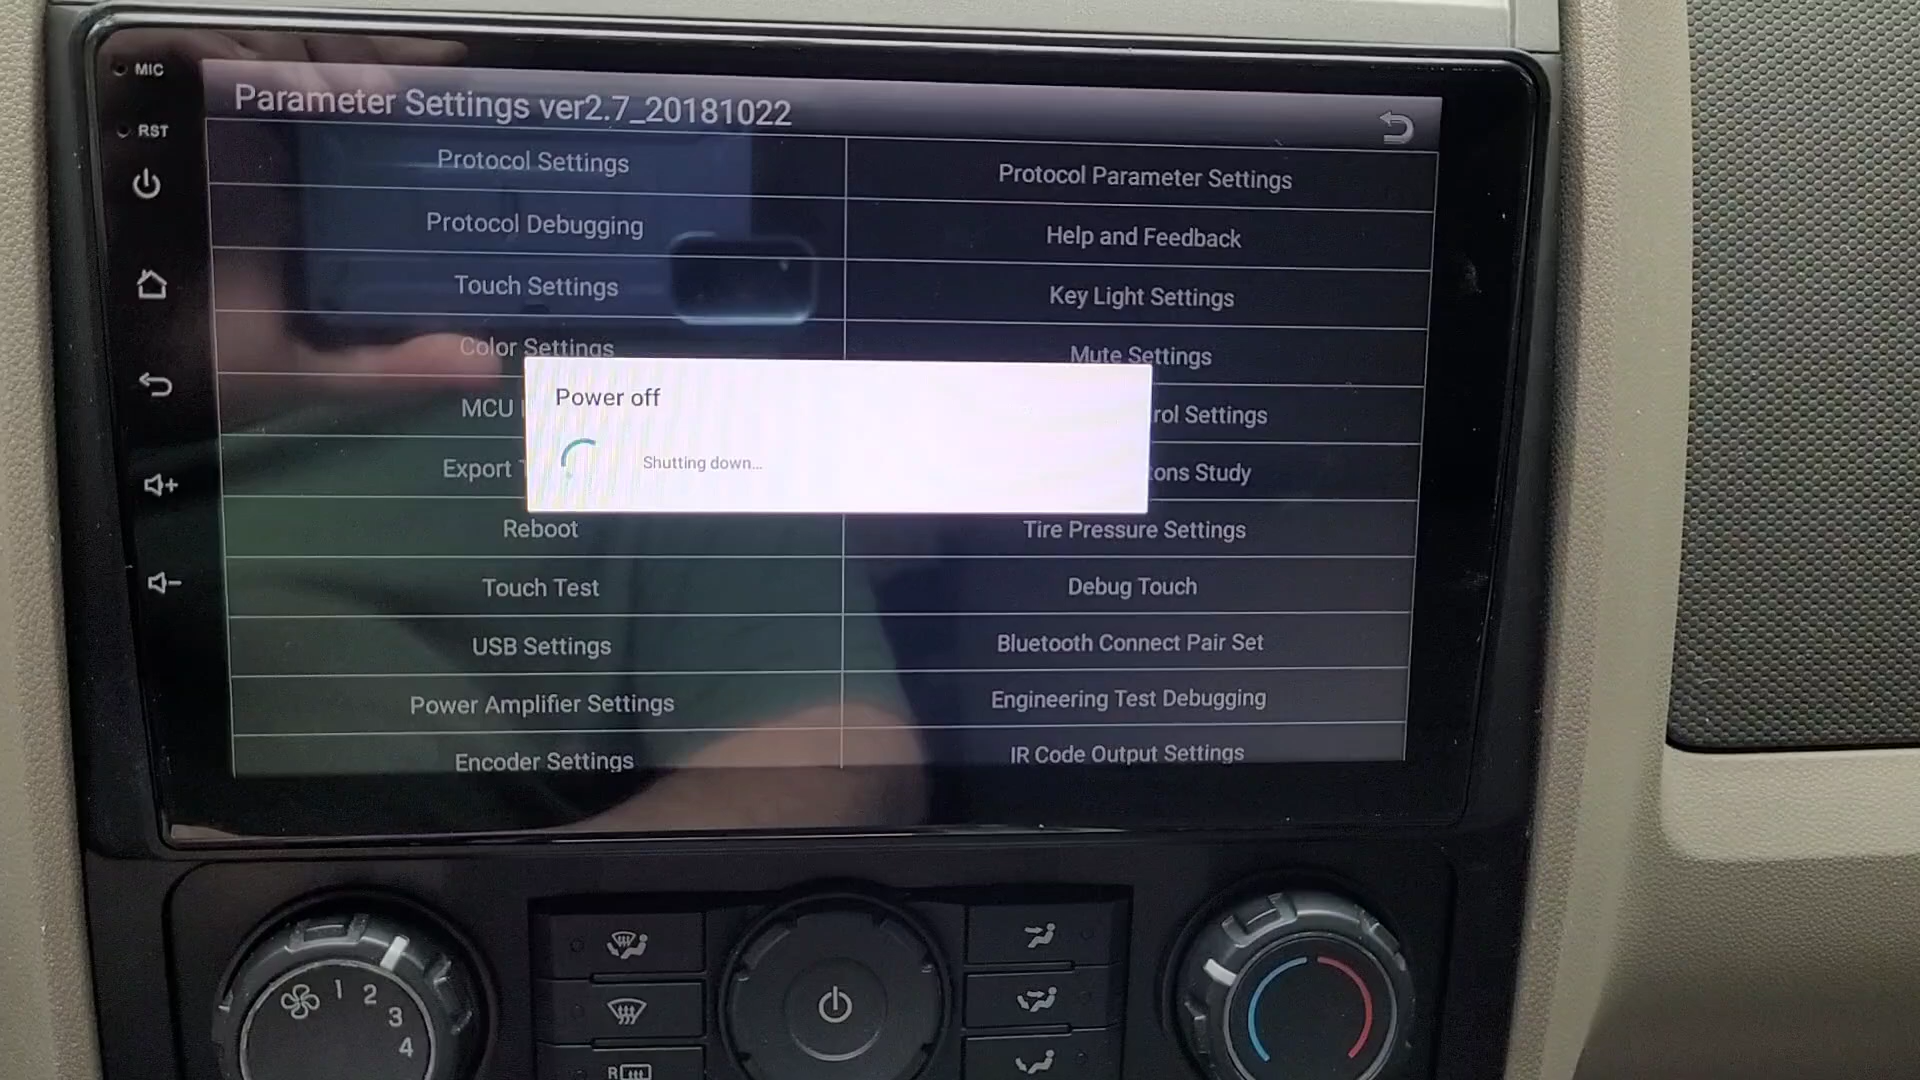 MIC
RST
Parameter Settings ver2.7_20181022
Protocol Settings
Protocol Parameter Settings
Protocol Debugging
Help and Feedback
Touch Settings
Key Light Settings
Color Settings
Mute Settings
MCU
rol Settings
Export
ons Study
Power off
Shutting down...
Reboot
Tire Pressure Settings
Touch Test
Debug Touch
USB Settings
Bluetooth Connect Pair Set
Power Amplifier Settings
Engineering Test Debugging
Encoder Settings
IR Code Output Settings
1
2
3
4
R